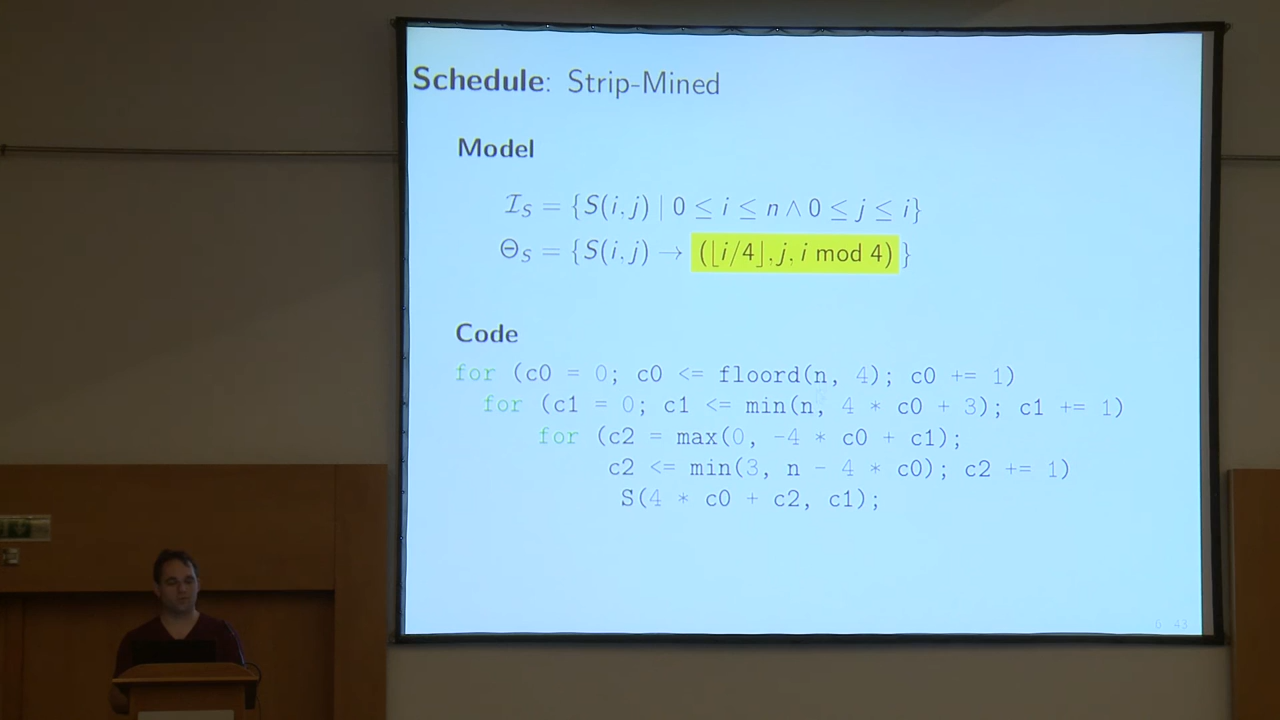 Schedule: Strip-Mined
Model
I_S = {S(i, j) | 0 ≤ i ≤ n ∧ 0 ≤ j ≤ i}
Θ_S = {S(i, j) → (⌊i/4⌋, j, i mod 4) }
Code
for (c0 = 0; c0 <= floord(n, 4); c0 += 1)
for (c1 = 0; c1 <= min(n, 4 * c0 + 3); c1 += 1)
for (c2 = max(0, -4 * c0 + c1);
c2 <= min(3, n - 4 * c0); c2 += 1)
S(4 * c0 + c2, c1);